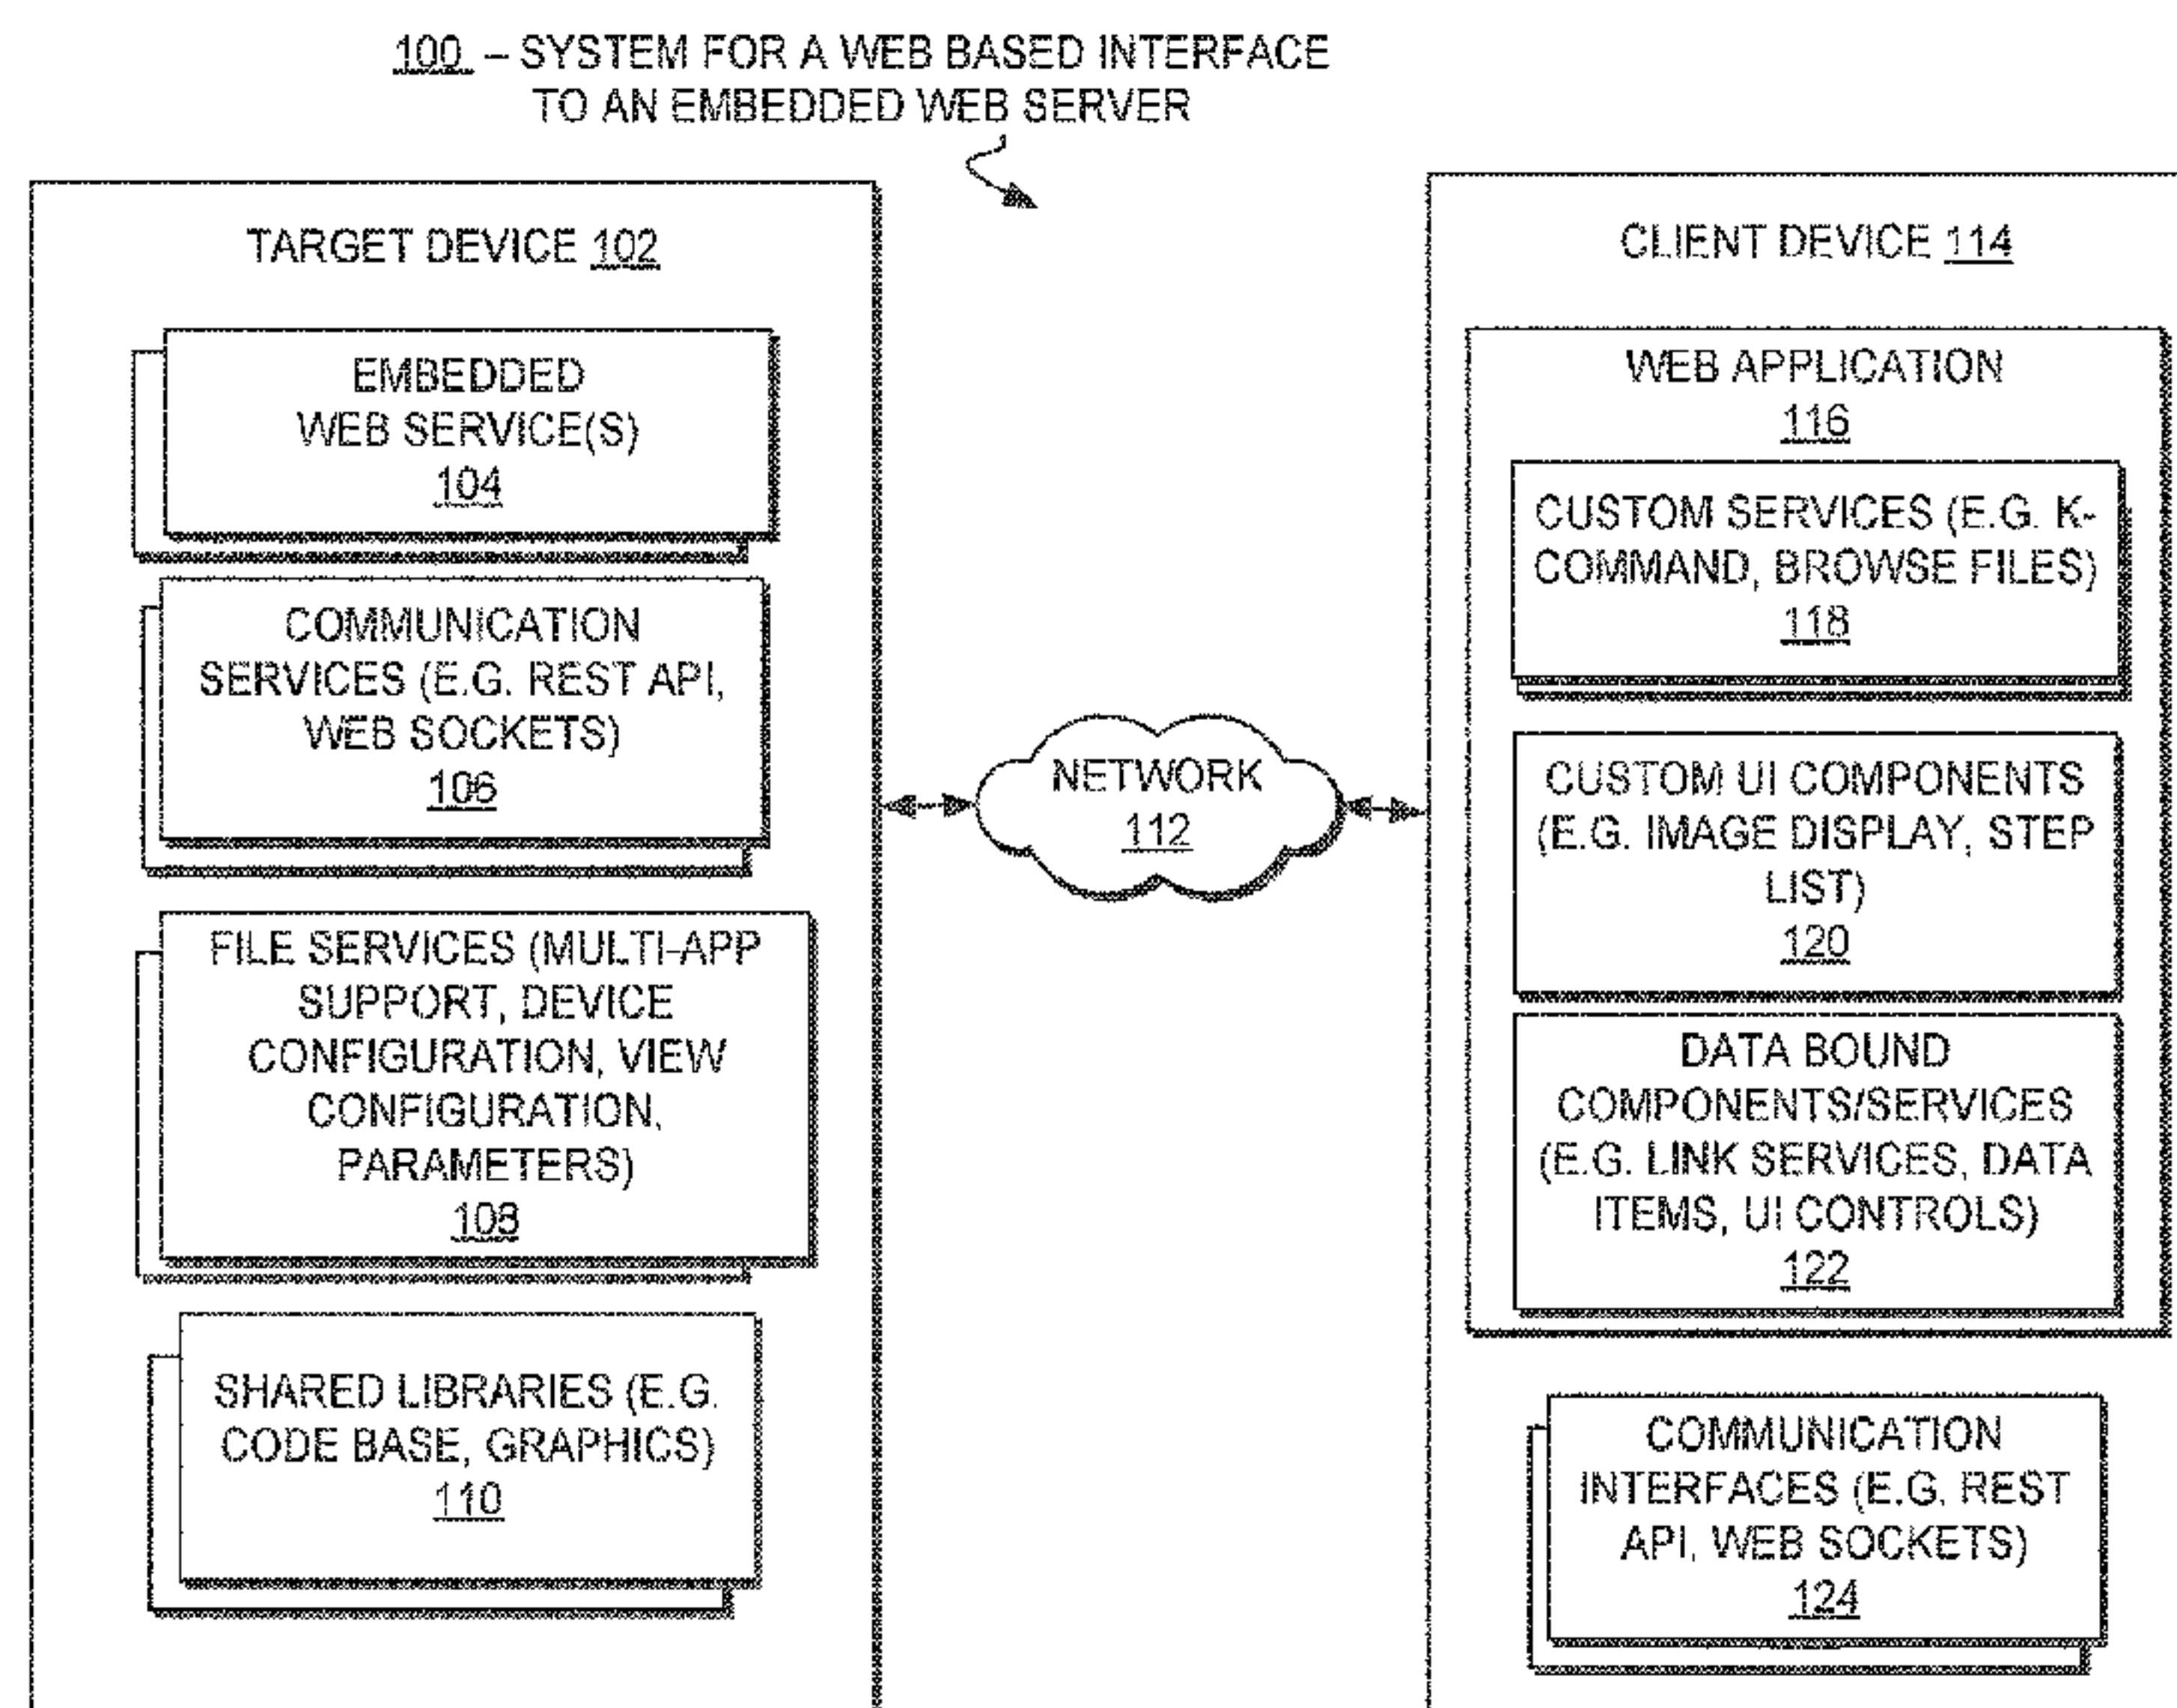 100 – SYSTEM FOR A WEB BASED INTERFACE
TO AN EMBEDDED WEB SERVER
TARGET DEVICE 102
EMBEDDED
WEB SERVICE(S)
104
COMMUNICATION
SERVICES (E.G. REST API,
WEB SOCKETS)
106
FILE SERVICES (MULTI-APP
SUPPORT, DEVICE
CONFIGURATION, VIEW
CONFIGURATION,
PARAMETERS)
108
SHARED LIBRARIES (E.G.
CODE BASE, GRAPHICS)
110
NETWORK
112
CLIENT DEVICE 114
WEB APPLICATION
116
CUSTOM SERVICES (E.G. K-
COMMAND, BROWSE FILES)
118
CUSTOM UI COMPONENTS
(E.G. IMAGE DISPLAY, STEP
LIST)
120
DATA BOUND
COMPONENTS/SERVICES
(E.G. LINK SERVICES, DATA
ITEMS, UI CONTROLS)
122
COMMUNICATION
INTERFACES (E.G. REST
API, WEB SOCKETS)
124